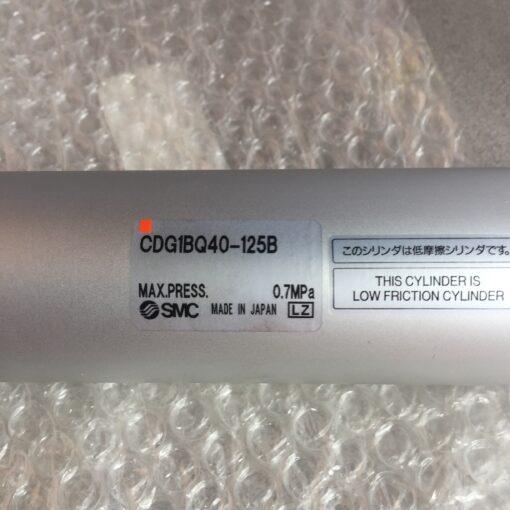 CDG1BQ40-125B
MAX.PRESS. 0.7MPa
SMC MADE IN JAPAN LZ
このシリンダは低摩擦シリンダです。
THIS CYLINDER IS
LOW FRICTION CYLINDER